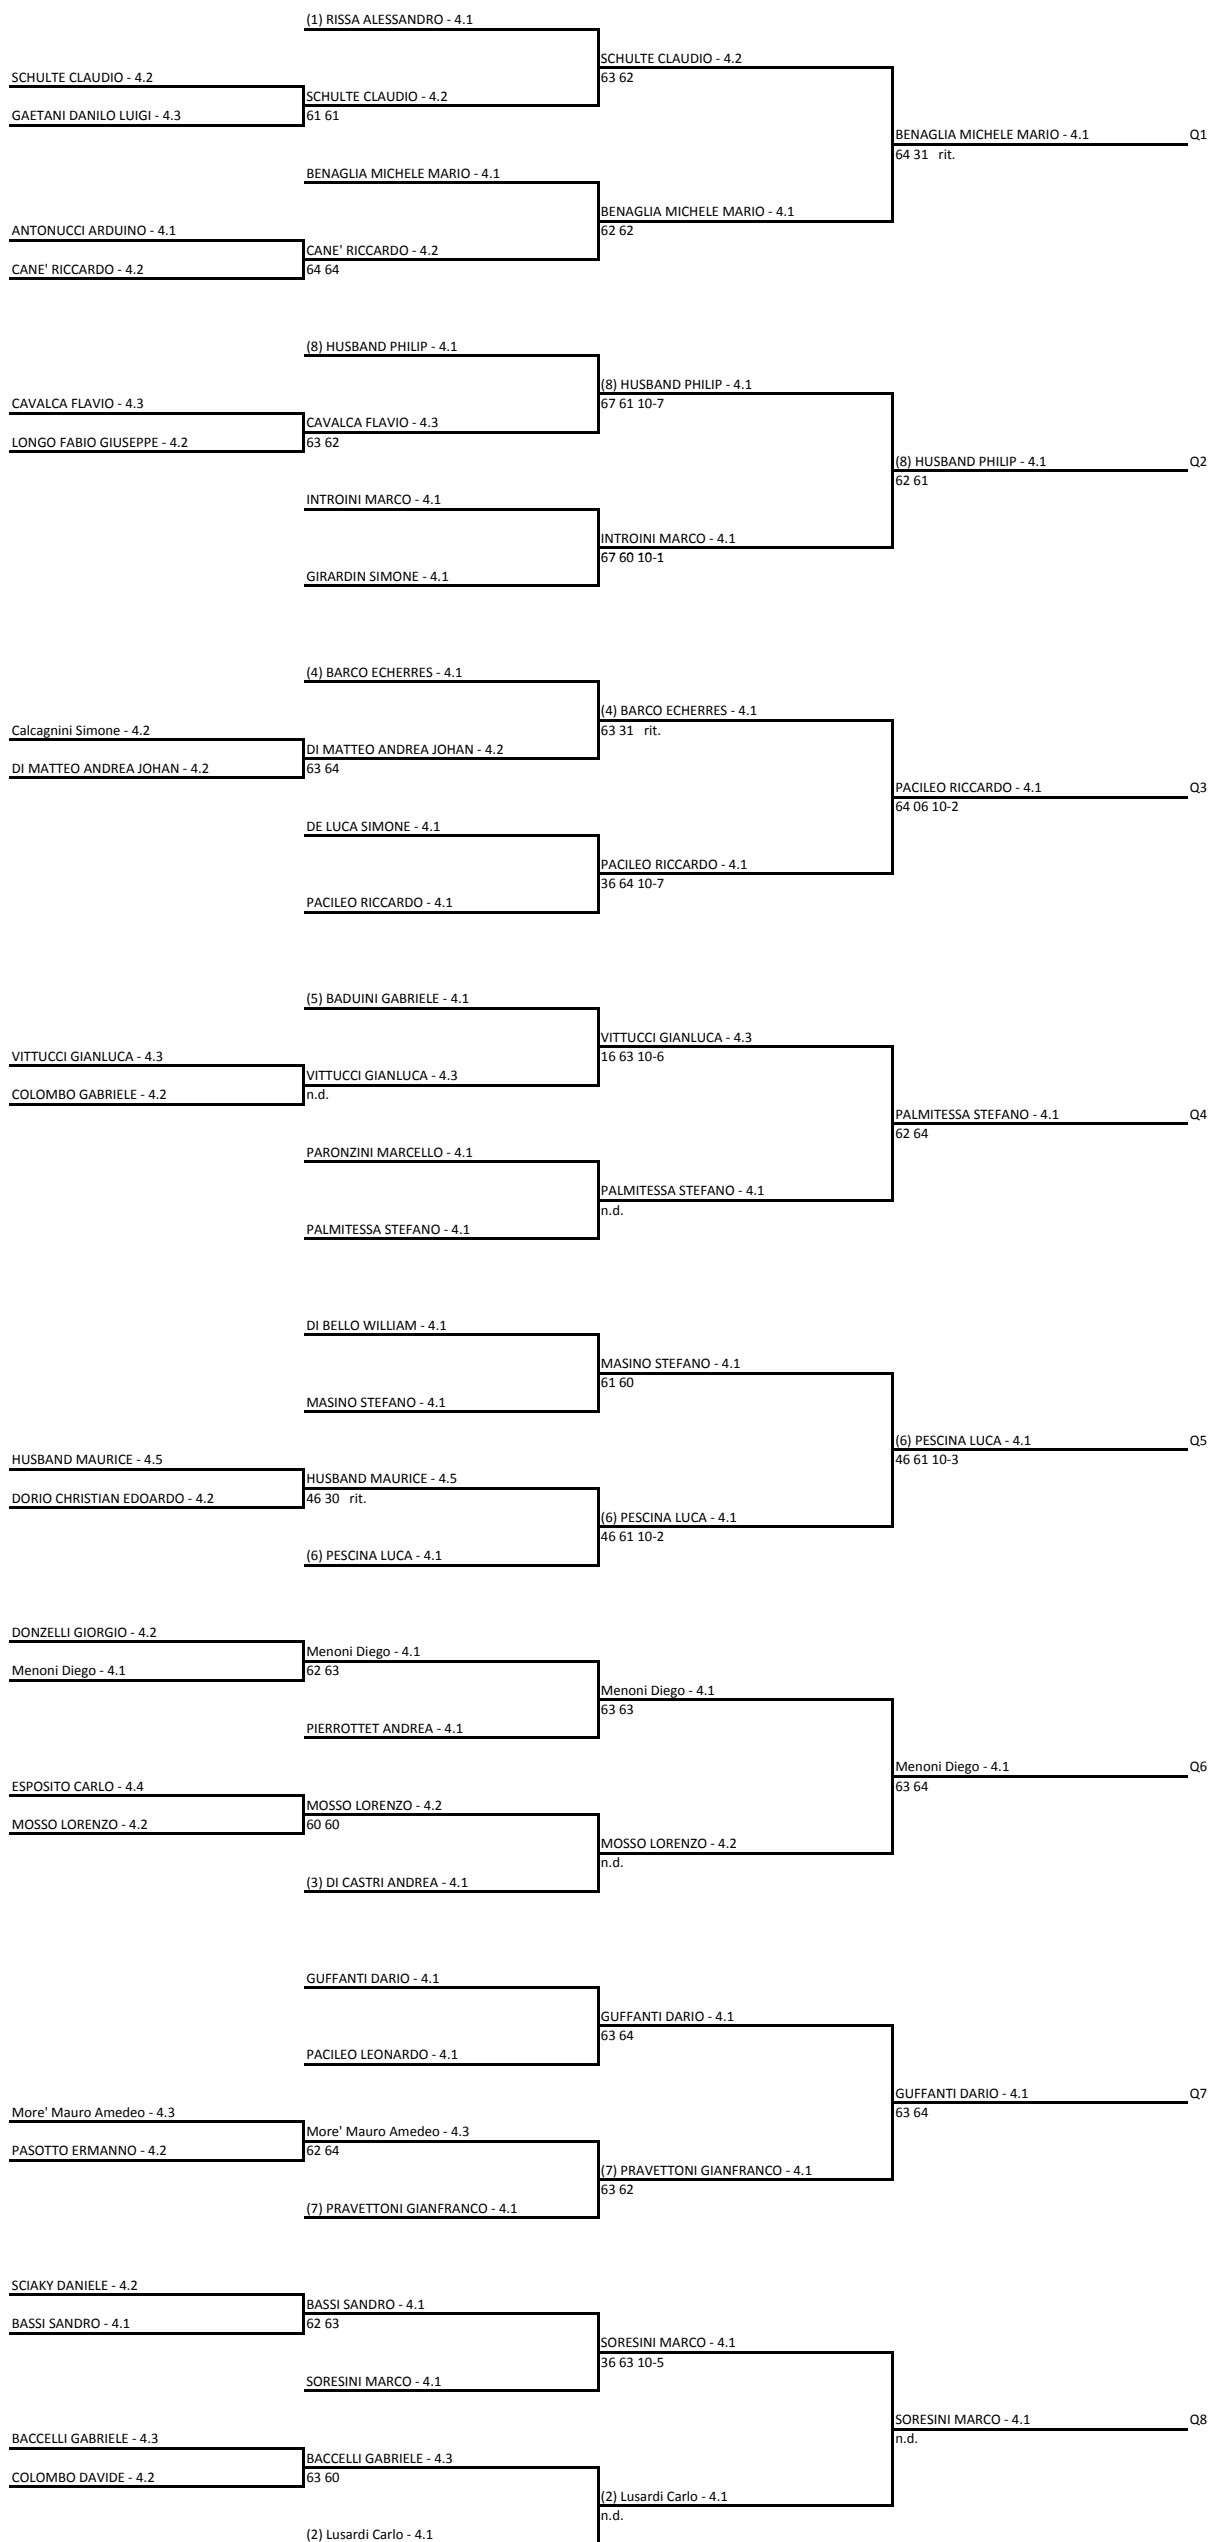 (1) RISSA ALESSANDRO - 4.1
SCHULTE CLAUDIO - 4.2
SCHULTE CLAUDIO - 4.2
63 62
SCHULTE CLAUDIO - 4.2
GAETANI DANILO LUIGI - 4.3
61 61
BENAGLIA MICHELE MARIO - 4.1
Q1
64 31 rit.
BENAGLIA MICHELE MARIO - 4.1
BENAGLIA MICHELE MARIO - 4.1
ANTONUCCI ARDUINO - 4.1
62 62
CANE' RICCARDO - 4.2
CANE' RICCARDO - 4.2
64 64
(8) HUSBAND PHILIP - 4.1
(8) HUSBAND PHILIP - 4.1
CAVALCA FLAVIO - 4.3
67 61 10-7
CAVALCA FLAVIO - 4.3
LONGO FABIO GIUSEPPE - 4.2
63 62
(8) HUSBAND PHILIP - 4.1
Q2
62 61
INTROINI MARCO - 4.1
INTROINI MARCO - 4.1
67 60 10-1
GIRARDIN SIMONE - 4.1
(4) BARCO ECHERRES - 4.1
(4) BARCO ECHERRES - 4.1
Calcagnini Simone - 4.2
63 31 rit.
DI MATTEO ANDREA JOHAN - 4.2
DI MATTEO ANDREA JOHAN - 4.2
63 64
PACILEO RICCARDO - 4.1
Q3
64 06 10-2
DE LUCA SIMONE - 4.1
PACILEO RICCARDO - 4.1
36 64 10-7
PACILEO RICCARDO - 4.1
(5) BADUINI GABRIELE - 4.1
VITTUCCI GIANLUCA - 4.3
VITTUCCI GIANLUCA - 4.3
16 63 10-6
VITTUCCI GIANLUCA - 4.3
COLOMBO GABRIELE - 4.2
n.d.
PALMITESSA STEFANO - 4.1
Q4
62 64
PARONZINI MARCELLO - 4.1
PALMITESSA STEFANO - 4.1
n.d.
PALMITESSA STEFANO - 4.1
DI BELLO WILLIAM - 4.1
MASINO STEFANO - 4.1
61 60
MASINO STEFANO - 4.1
(6) PESCINA LUCA - 4.1
Q5
HUSBAND MAURICE - 4.5
46 61 10-3
HUSBAND MAURICE - 4.5
DORIO CHRISTIAN EDOARDO - 4.2
46 30 rit.
(6) PESCINA LUCA - 4.1
46 61 10-2
(6) PESCINA LUCA - 4.1
DONZELLI GIORGIO - 4.2
Menoni Diego - 4.1
Menoni Diego - 4.1
62 63
Menoni Diego - 4.1
63 63
PIERROTTET ANDREA - 4.1
Menoni Diego - 4.1
Q6
ESPOSITO CARLO - 4.4
63 64
MOSSO LORENZO - 4.2
MOSSO LORENZO - 4.2
60 60
MOSSO LORENZO - 4.2
n.d.
(3) DI CASTRI ANDREA - 4.1
GUFFANTI DARIO - 4.1
GUFFANTI DARIO - 4.1
63 64
PACILEO LEONARDO - 4.1
GUFFANTI DARIO - 4.1
Q7
More' Mauro Amedeo - 4.3
63 64
More' Mauro Amedeo - 4.3
PASOTTO ERMANNO - 4.2
62 64
(7) PRAVETTONI GIANFRANCO - 4.1
63 62
(7) PRAVETTONI GIANFRANCO - 4.1
SCIAKY DANIELE - 4.2
BASSI SANDRO - 4.1
BASSI SANDRO - 4.1
62 63
SORESINI MARCO - 4.1
36 63 10-5
SORESINI MARCO - 4.1
SORESINI MARCO - 4.1
Q8
BACCELLI GABRIELE - 4.3
n.d.
BACCELLI GABRIELE - 4.3
COLOMBO DAVIDE - 4.2
63 60
(2) Lusardi Carlo - 4.1
n.d.
(2) Lusardi Carlo - 4.1